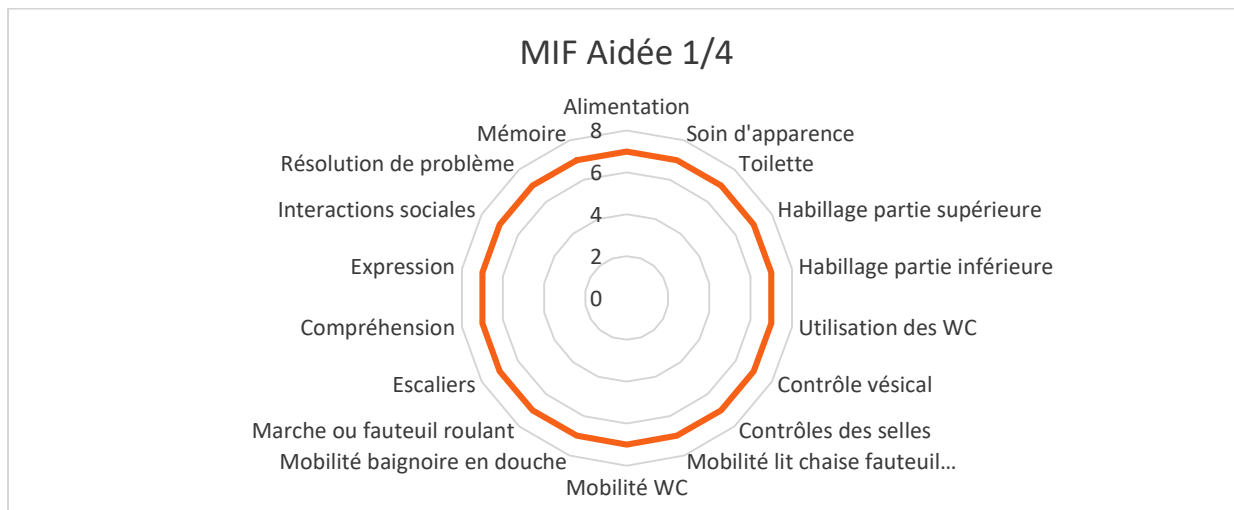 MIF Aidée 1/4
Alimentation
8
6
4
2
0
Soin d'apparence
Toilette
Habillage partie supérieure
Habillage partie inférieure
Utilisation des WC
Contrôle vésical
Contrôles des selles
Mobilité lit chaise fauteuil…
Mobilité WC
Mobilité baignoire en douche
Marche ou fauteuil roulant
Escaliers
Compréhension
Expression
Interactions sociales
Résolution de problème
Mémoire